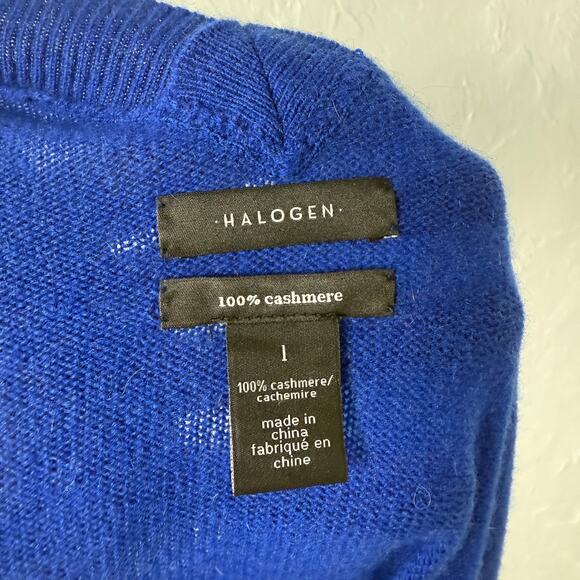 ·HALOGEN·
100% cashmere
l
100% cashmere/
cachemire
made in
china
fabriqué en
chine